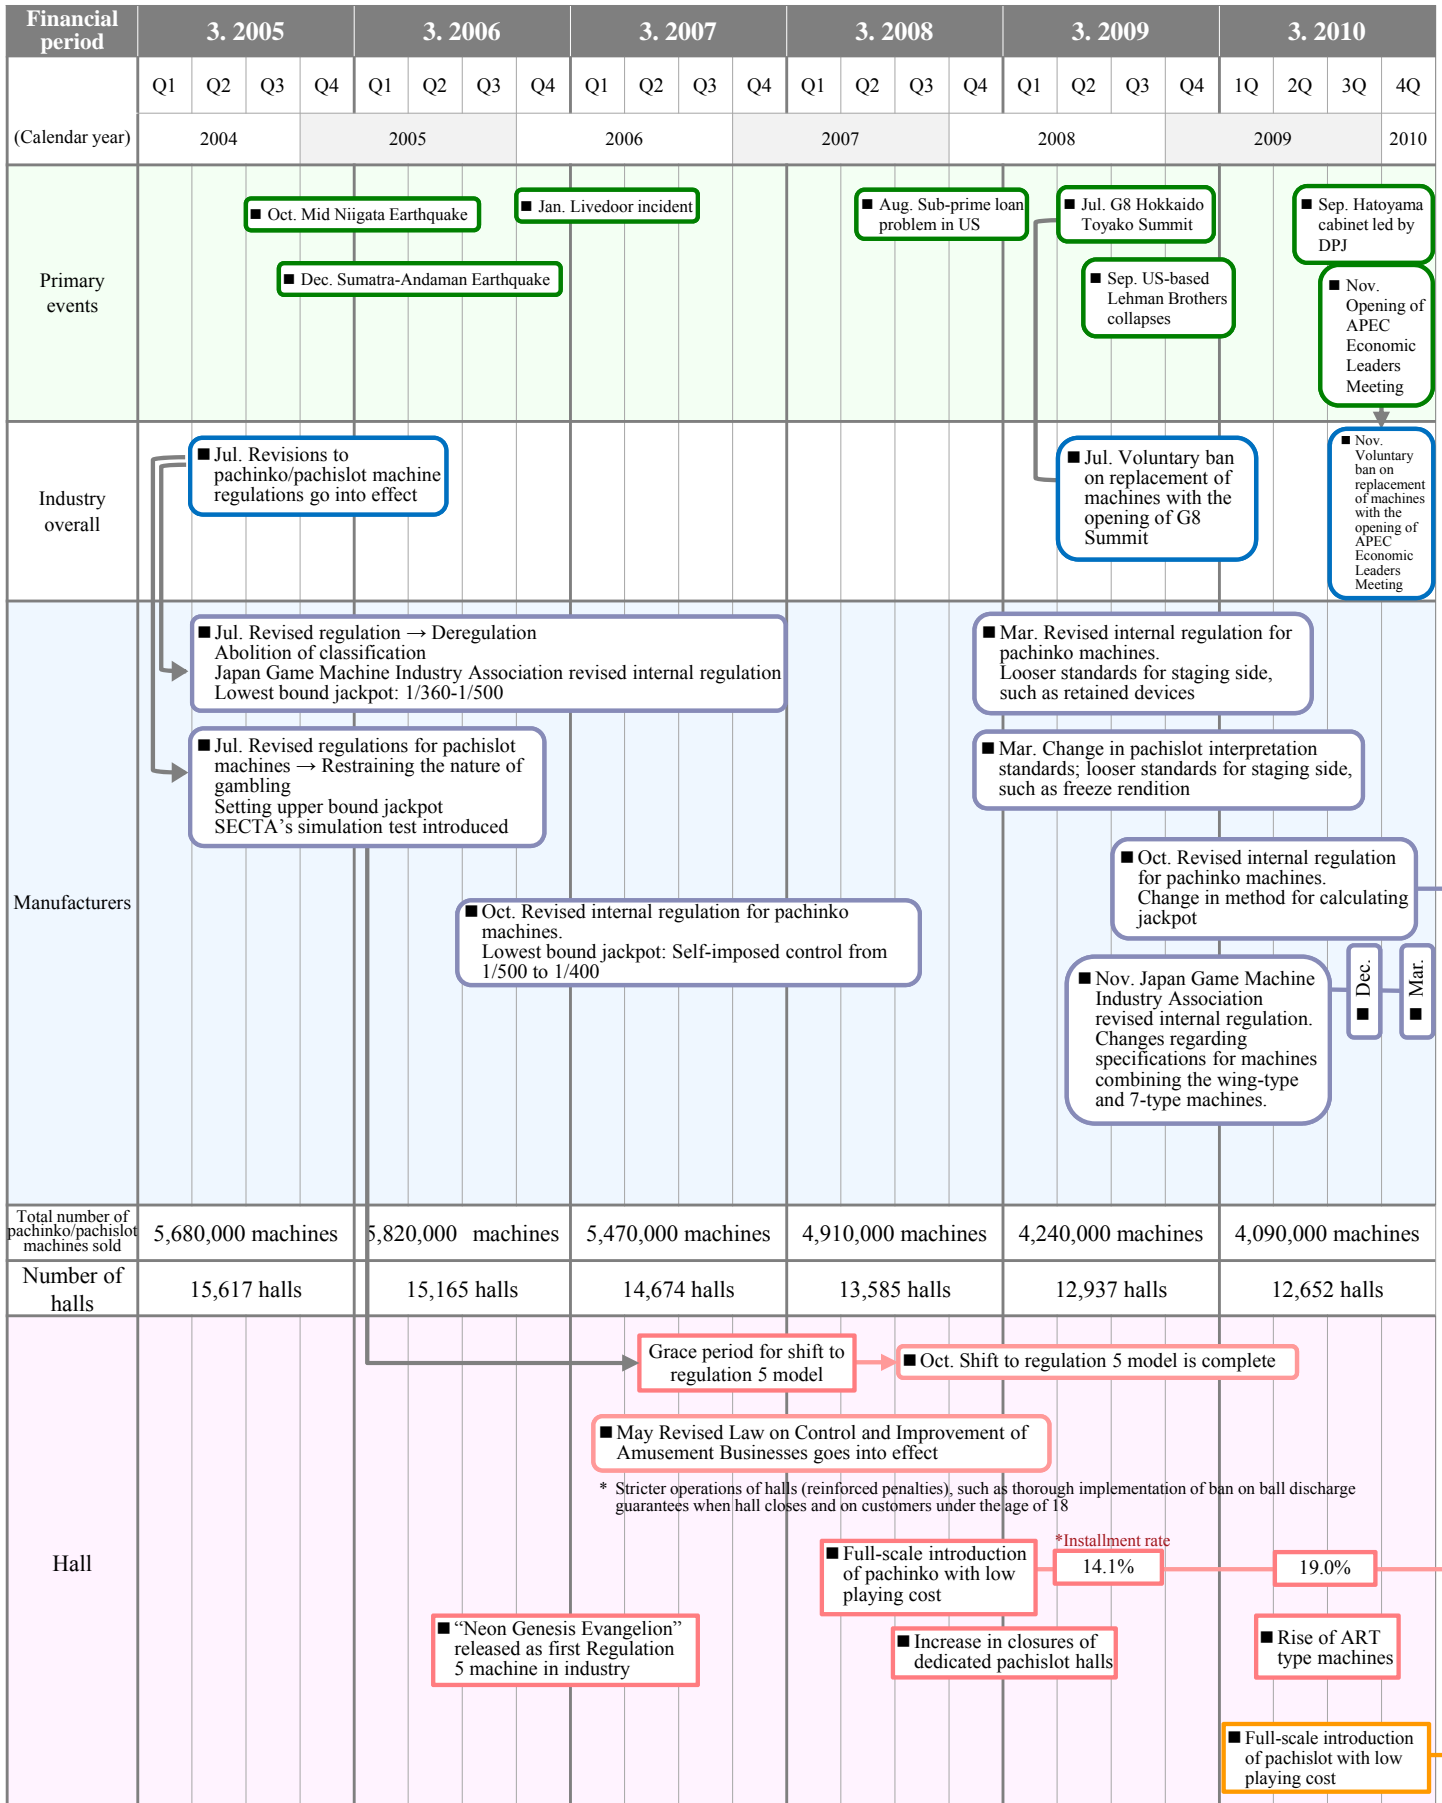 Financial
period
3. 2005
3. 2006
3. 2007
3. 2008
3. 2009
3. 2010
Q1 Q2 Q3 Q4 Q1 Q2 Q3 Q4 Q1 Q2 Q3 Q4 Q1 Q2 Q3 Q4 Q1 Q2 Q3 Q4 1Q 2Q 3Q 4Q
(Calendar year) 2004 2005 2006 2007 2008 2009 2010
Primary
events
■ Oct. Mid Niigata Earthquake
■ Dec. Sumatra-Andaman Earthquake
■ Jan. Livedoor incident
■ Aug. Sub-prime loan
problem in US
■ Jul. G8 Hokkaido
Toyako Summit
■ Sep. US-based
Lehman Brothers
collapses
■ Sep. Hatoyama
cabinet led by
DPJ
■ Nov.
Opening of
APEC
Economic
Leaders
Meeting
Industry
overall
■ Jul. Revisions to
pachinko/pachislot machine
regulations go into effect
■ Jul. Voluntary ban
on replacement of
machines with the
opening of G8
Summit
■ Nov.
Voluntary
ban on
replacement
of machines
with the
opening of
APEC
Economic
Leaders
Meeting
Manufacturers
■ Jul. Revised regulation → Deregulation
Abolition of classification
Japan Game Machine Industry Association revised internal regulation
Lowest bound jackpot: 1/360-1/500
■ Jul. Revised regulations for pachislot
machines → Restraining the nature of
gambling
Setting upper bound jackpot
SECTA's simulation test introduced
■ Oct. Revised internal regulation for pachinko
machines.
Lowest bound jackpot: Self-imposed control from
1/500 to 1/400
■ Mar. Revised internal regulation for
pachinko machines.
Looser standards for staging side,
such as retained devices
■ Mar. Change in pachislot interpretation
standards; looser standards for staging side,
such as freeze rendition
■ Oct. Revised internal regulation
for pachinko machines.
Change in method for calculating
jackpot
■ Nov. Japan Game Machine
Industry Association
revised internal regulation.
Changes regarding
specifications for machines
combining the wing-type
and 7-type machines.
■ Dec.
■ Mar.
Total number of
pachinko/pachislot
machines sold
5,680,000 machines
5,820,000 machines
5,470,000 machines
4,910,000 machines
4,240,000 machines
4,090,000 machines
Number of
halls
15,617 halls
15,165 halls
14,674 halls
13,585 halls
12,937 halls
12,652 halls
Hall
Grace period for shift to
regulation 5 model
■ Oct. Shift to regulation 5 model is complete
■ May Revised Law on Control and Improvement of
Amusement Businesses goes into effect
* Stricter operations of halls (reinforced penalties), such as thorough implementation of ban on ball discharge
guarantees when hall closes and on customers under the age of 18
■ Full-scale introduction
of pachinko with low
playing cost
*Installment rate
14.1%
19.0%
■ "Neon Genesis Evangelion"
released as first Regulation
5 machine in industry
■ Increase in closures of
dedicated pachislot halls
■ Rise of ART
type machines
■ Full-scale introduction
of pachislot with low
playing cost